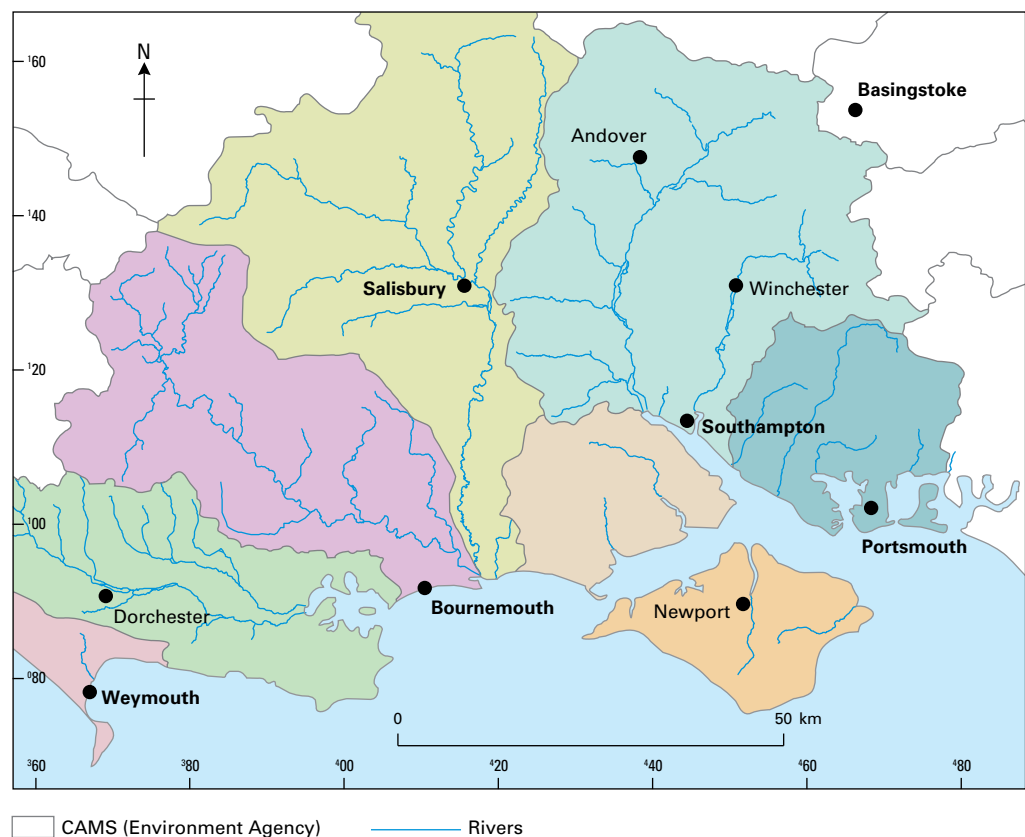 ¹60
N
Basingstoke
Andover
¹40
Salisbury
Winchester
¹20
Southampton
¹00
Portsmouth
Bournemouth
Newport
Dorchester
⁰80
Weymouth
0
50 km
³60
³80
⁴00
⁴20
⁴40
⁴60
⁴80
CAMS (Environment Agency)
Rivers